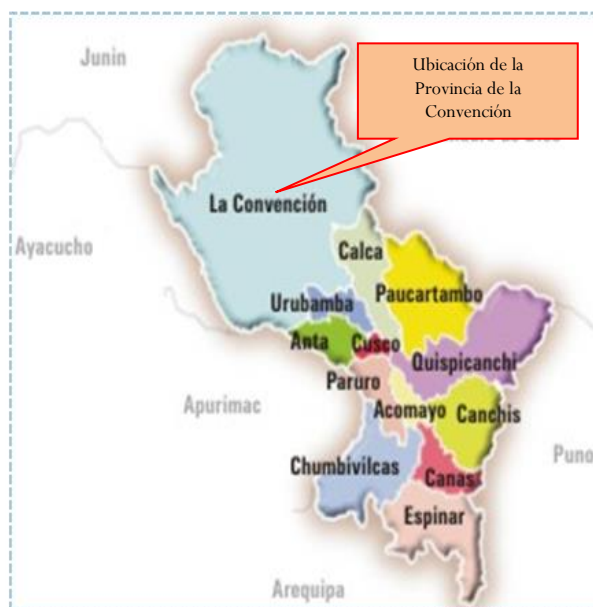 Junin
Ubicación de la
Provincia de la
Convención
La Convención
Ayacucho
Calca
Paucartambo
Urubamba
Anta
Cusco
Quispicanchi
Paruro
Apurimac
Acomayo
Canchis
Puno
Chumbivilcas
Canas
Espinar
Arequipa